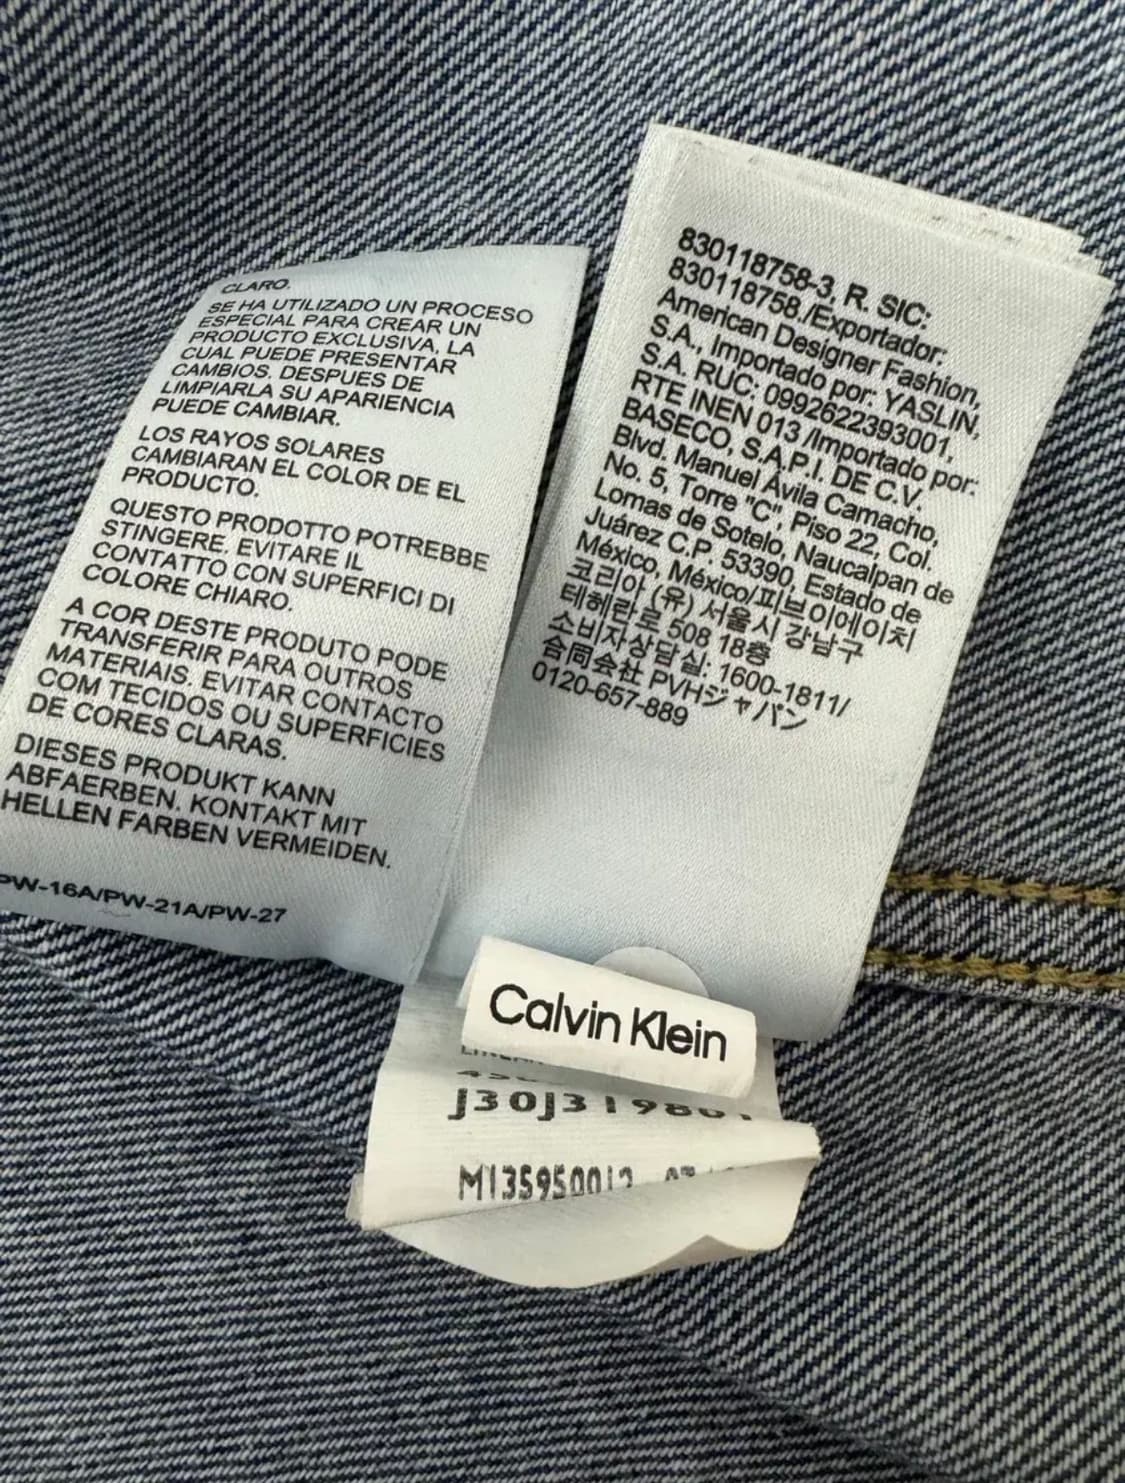 CLARO.
SE HA UTILIZADO UN PROCESO
ESPECIAL PARA CREAR UN
PRODUCTO EXCLUSIVA, LA
CUAL PUEDE PRESENTAR
CAMBIOS. DESPUES DE
LIMPIARLA SU APARIENCIA
PUEDE CAMBIAR.
LOS RAYOS SOLARES
CAMBIARAN EL COLOR DE EL
PRODUCTO.
QUESTO PRODOTTO POTREBBE
STINGERE. EVITARE IL
CONTATTO CON SUPERFICI DI
COLORE CHIARO.
A COR DESTE PRODUTO PODE
TRANSFERIR PARA OUTROS
MATERIAIS. EVITAR CONTACTO
COM TECIDOS OU SUPERFICIES
DE CORES CLARAS.
DIESES PRODUKT KANN
ABFAERBEN. KONTAKT MIT
HELLEN FARBEN VERMEIDEN.
PW-16A/PW-21A/PW-27
830118758-3, R. SIC:
830118758./Exportador:
American Designer Fashion,
S.A., Importado por: YASLIN,
S.A. RUC: 0992622393001,
RTE INEN 013 /Importado por:
BASECO, S.A.P.I. DE C.V.
Blvd. Manuel Ávila Camacho,
No. 5, Torre "C", Piso 22, Col.
Lomas de Sotelo, Naucalpan de
Juárez C.P. 53390, Estado de
México, México/피브이에이치
코리아 (유) 서울시 강남구
테헤란로 508 18층
소비자상담실: 1600-1811/
合同会社 PVHジャパン
0120-657-889
Calvin Klein